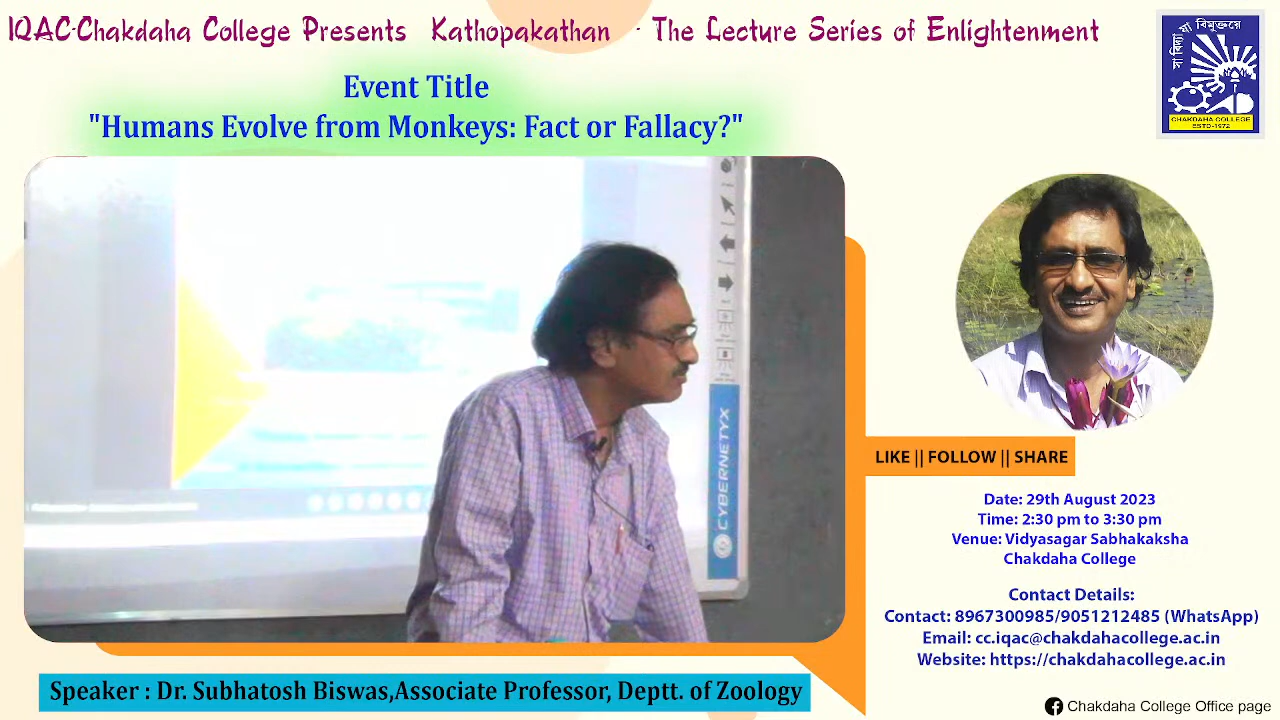 IQAC-Chakdaha College Presents Kathopakathan - The Lecture Series of Enlightenment
সা বিদ্যা যা বিমুক্তয়ে
CHAKDAHA COLLEGE
ESTD-1972
Event Title
"Humans Evolve from Monkeys: Fact or Fallacy?"
CYBERNETYX
LIKE || FOLLOW || SHARE
Date: 29th August 2023
Time: 2:30 pm to 3:30 pm
Venue: Vidyasagar Sabhakaksha
Chakdaha College
Contact Details:
Contact: 8967300985/9051212485 (WhatsApp)
Email: cc.iqac@chakdahacollege.ac.in
Website: https://chakdahacollege.ac.in
Speaker : Dr. Subhatosh Biswas,Associate Professor, Deptt. of Zoology
Chakdaha College Office page